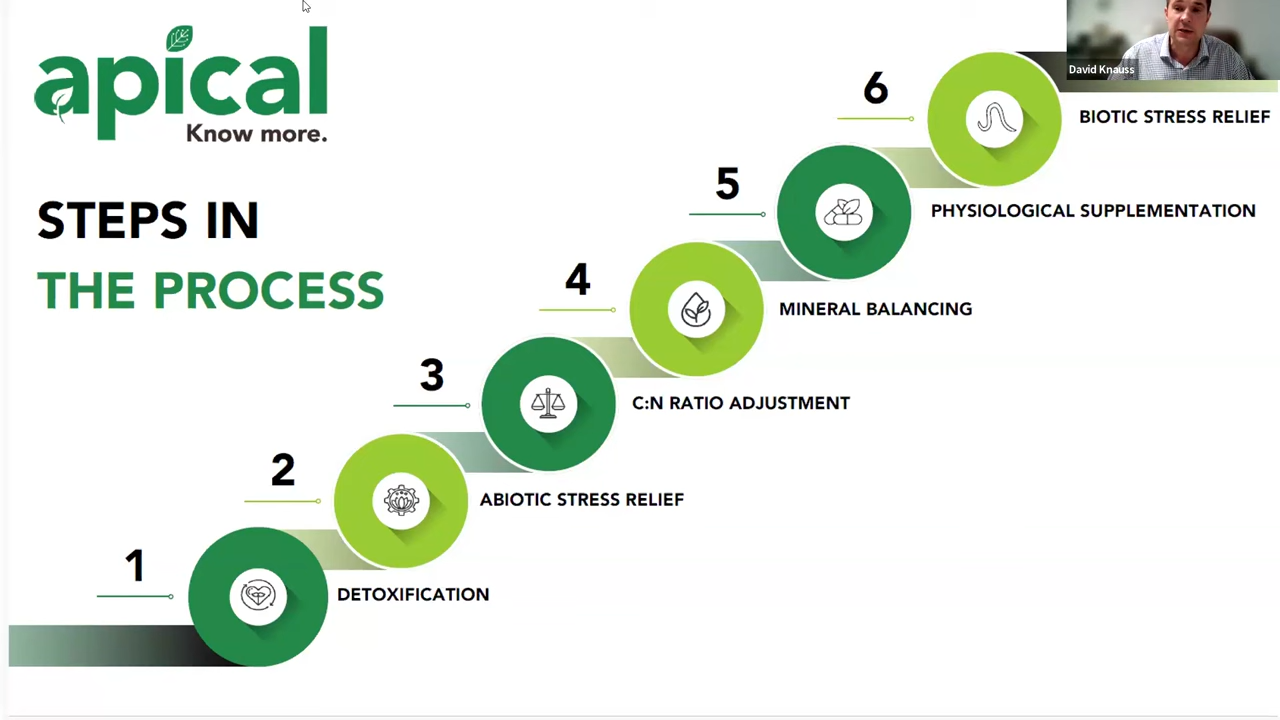 apical
Know more.
David Knauss
STEPS IN
THE PROCESS
6
BIOTIC STRESS RELIEF
5
PHYSIOLOGICAL SUPPLEMENTATION
4
MINERAL BALANCING
3
C:N RATIO ADJUSTMENT
2
ABIOTIC STRESS RELIEF
1
DETOXIFICATION